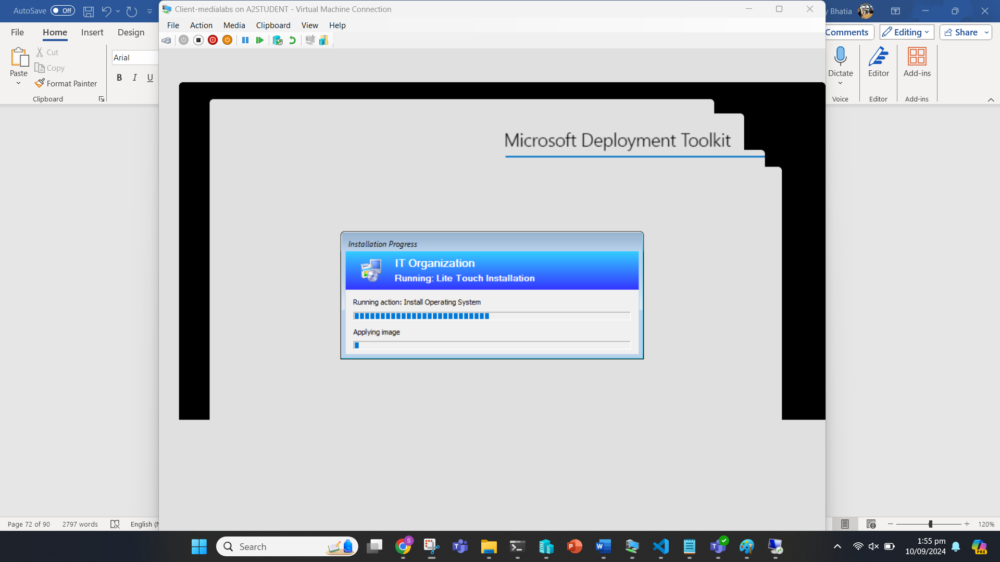 AutoSave Off
Client-medialabs on A2STUDENT - Virtual Machine Connection
y Bhatia
File Home Insert Design
File Action Media Clipboard View Help
Comments Editing Share
Paste
Cut
Copy
Format Painter
Clipboard
Arial
B I U
Dictate
Voice
Editor
Editor
Add-ins
Add-ins
Microsoft Deployment Toolkit
Installation Progress
IT Organization
Running: Lite Touch Installation
Running action: Install Operating System
Applying image
Page 72 of 90 2797 words English (N
120%
Search
S
P
W
PRE
1:55 pm
10/09/2024